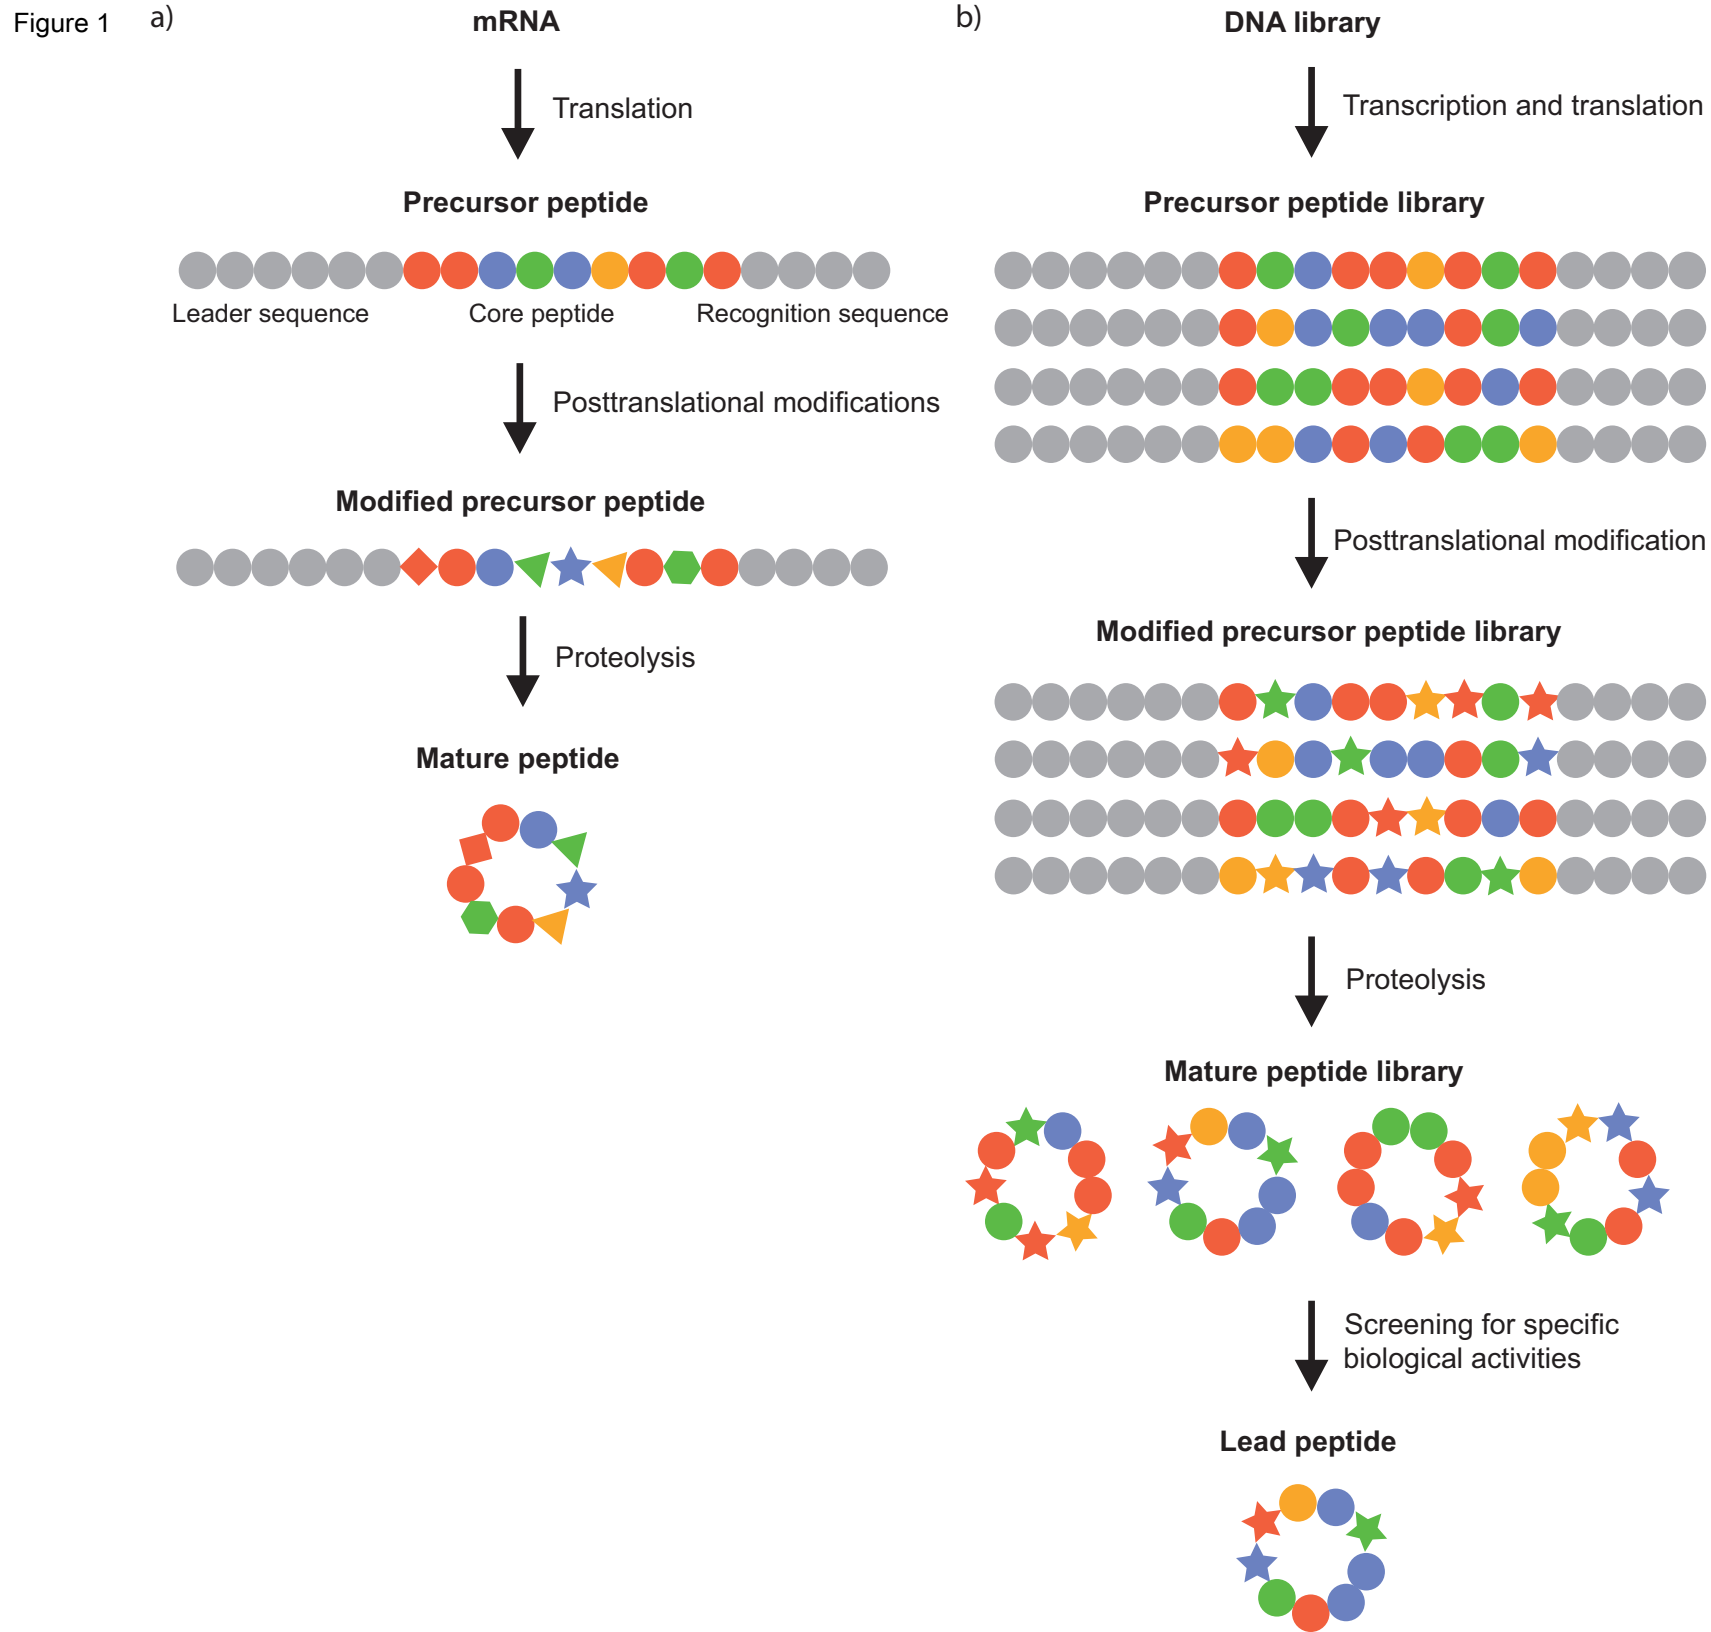 Figure 1
a)
mRNA
Translation
Precursor peptide
Leader sequence
Core peptide
Recognition sequence
Posttranslational modifications
Modified precursor peptide
Proteolysis
Mature peptide
b)
DNA library
Transcription and translation
Precursor peptide library
Posttranslational modification
Modified precursor peptide library
Proteolysis
Mature peptide library
Screening for specific
biological activities
Lead peptide